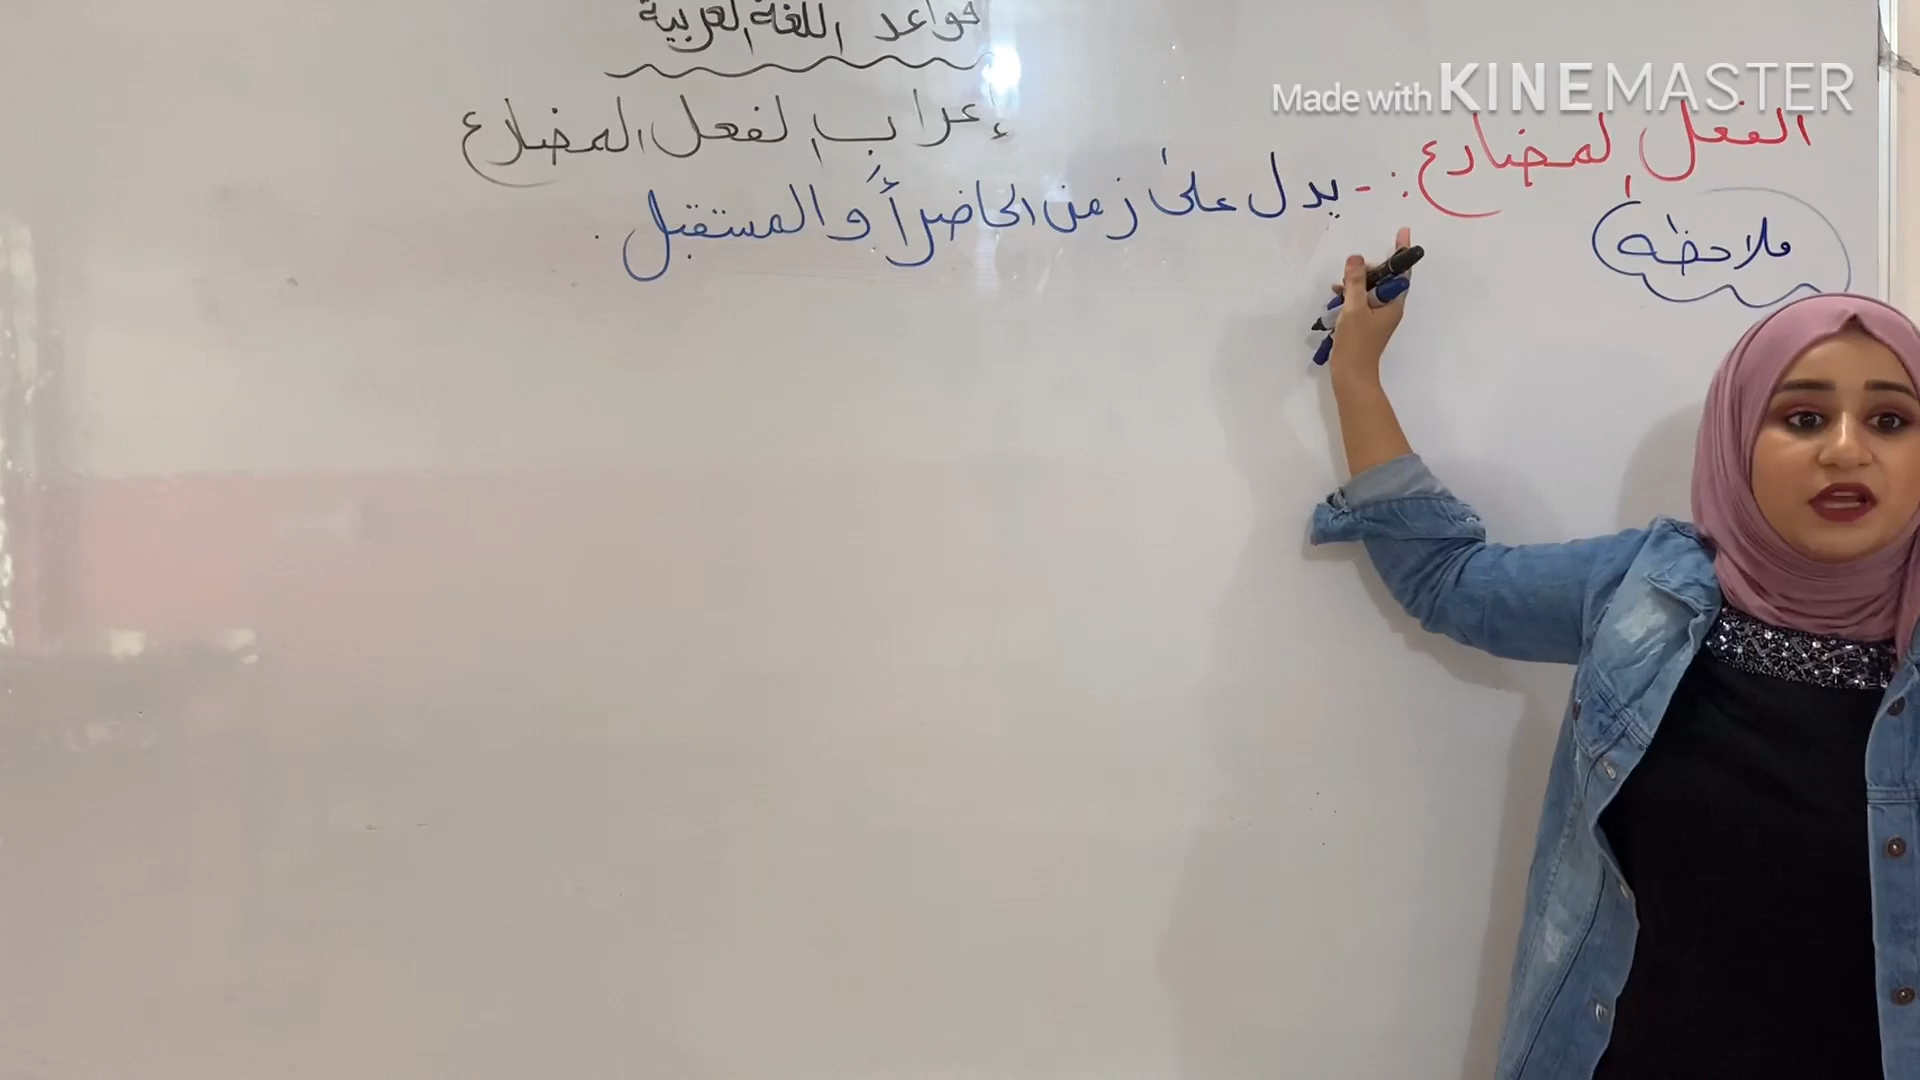 قواعد اللغة العربية
إعراب الفعل المضارع
Made with KINEMASTER
الفعل المضارع :-
يدل على زمن الحاضر أو المستقبل .
ملاحظة